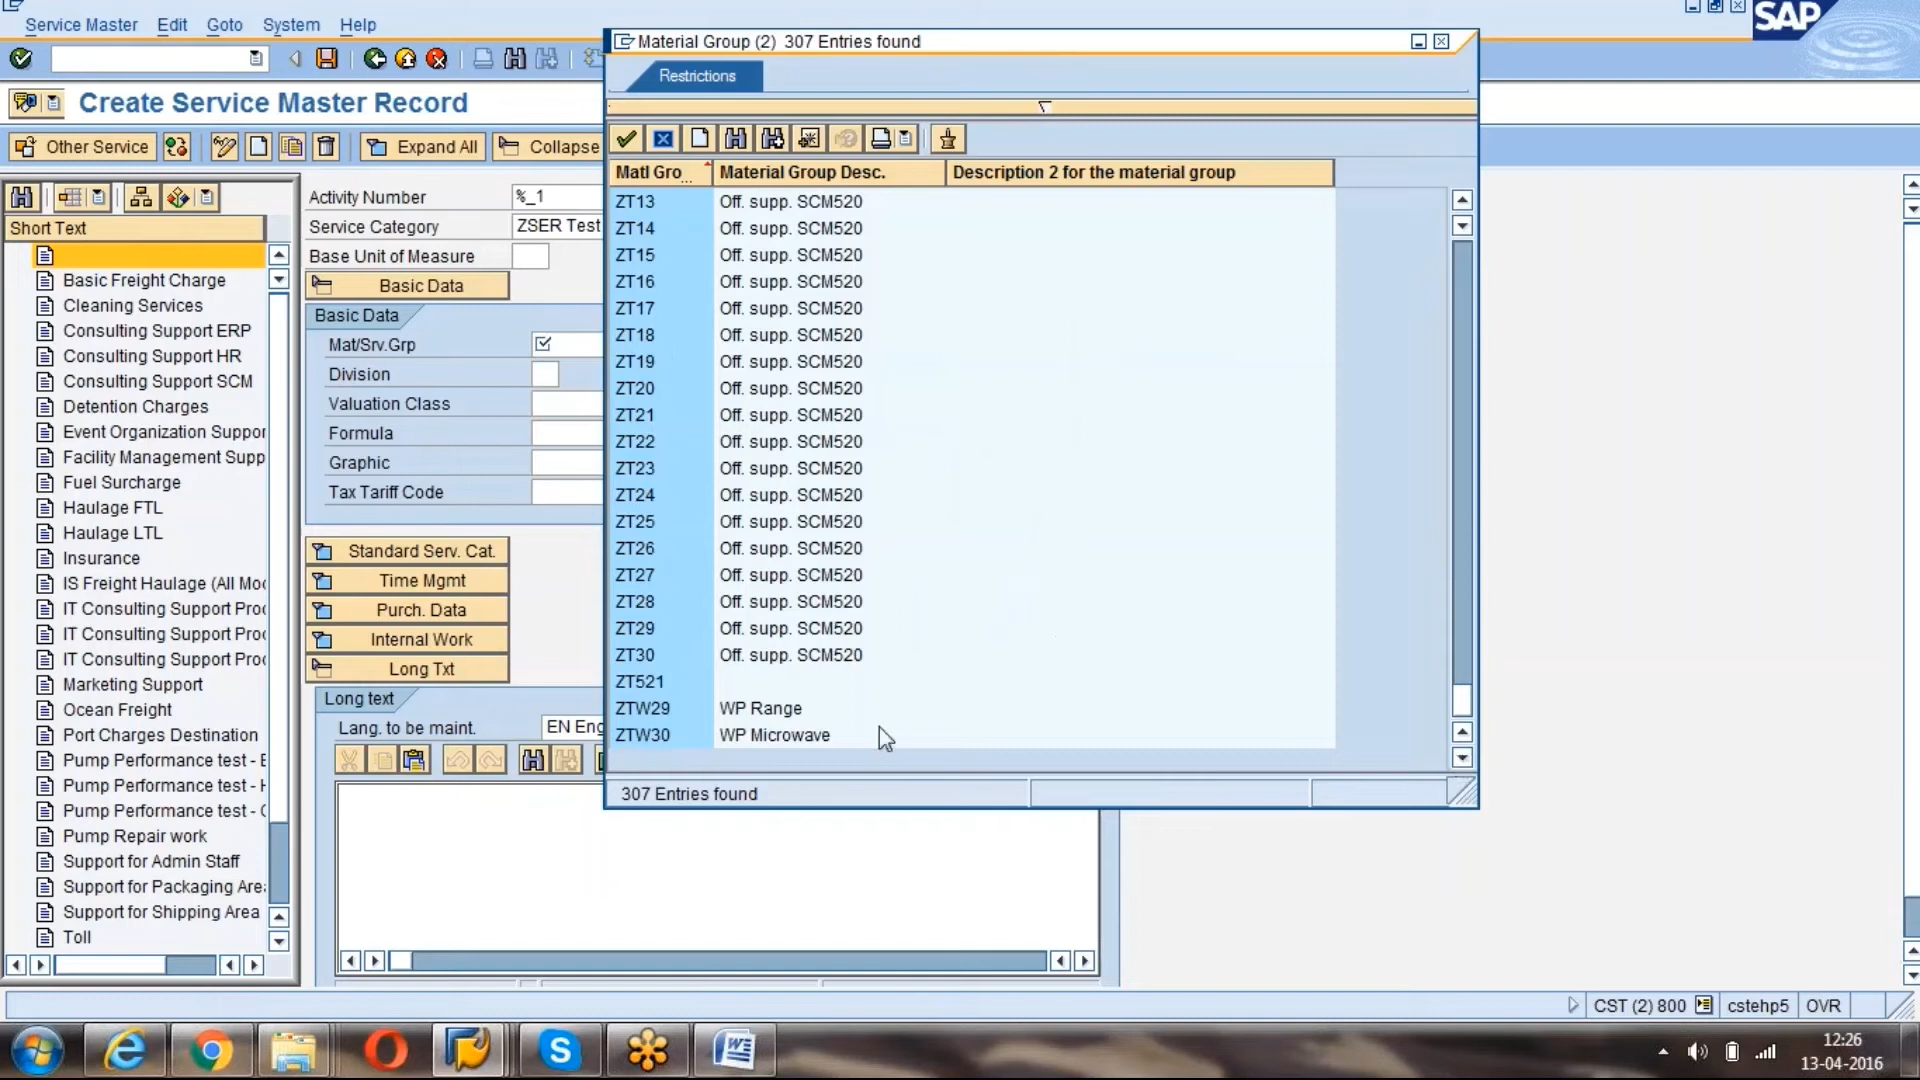 Service Master Edit Goto System Help
SAP
Create Service Master Record
Other Service Expand All Collapse
Short Text
Basic Freight Charge
Cleaning Services
Consulting Support ERP
Consulting Support HR
Consulting Support SCM
Detention Charges
Event Organization Suppor
Facility Management Supp
Fuel Surcharge
Haulage FTL
Haulage LTL
Insurance
IS Freight Haulage (All Mo
IT Consulting Support Pro
IT Consulting Support Pro
IT Consulting Support Pro
Marketing Support
Ocean Freight
Port Charges Destination
Pump Performance test -
Pump Performance test -
Pump Performance test -
Pump Repair work
Support for Admin Staff
Support for Packaging Are
Support for Shipping Area
Toll
Activity Number %_1
Service Category ZSER Test
Base Unit of Measure
Basic Data
Basic Data
Mat/Srv.Grp
Division
Valuation Class
Formula
Graphic
Tax Tariff Code
Standard Serv. Cat.
Time Mgmt
Purch. Data
Internal Work
Long Txt
Long text
Lang. to be maint. EN Eng
Material Group (2) 307 Entries found
Restrictions
Matl Gro... Material Group Desc. Description 2 for the material group
ZT13 Off. supp. SCM520
ZT14 Off. supp. SCM520
ZT15 Off. supp. SCM520
ZT16 Off. supp. SCM520
ZT17 Off. supp. SCM520
ZT18 Off. supp. SCM520
ZT19 Off. supp. SCM520
ZT20 Off. supp. SCM520
ZT21 Off. supp. SCM520
ZT22 Off. supp. SCM520
ZT23 Off. supp. SCM520
ZT24 Off. supp. SCM520
ZT25 Off. supp. SCM520
ZT26 Off. supp. SCM520
ZT27 Off. supp. SCM520
ZT28 Off. supp. SCM520
ZT29 Off. supp. SCM520
ZT30 Off. supp. SCM520
ZT521
ZTW29 WP Range
ZTW30 WP Microwave
307 Entries found
CST (2) 800 cstehp5 OVR
12:26
13-04-2016